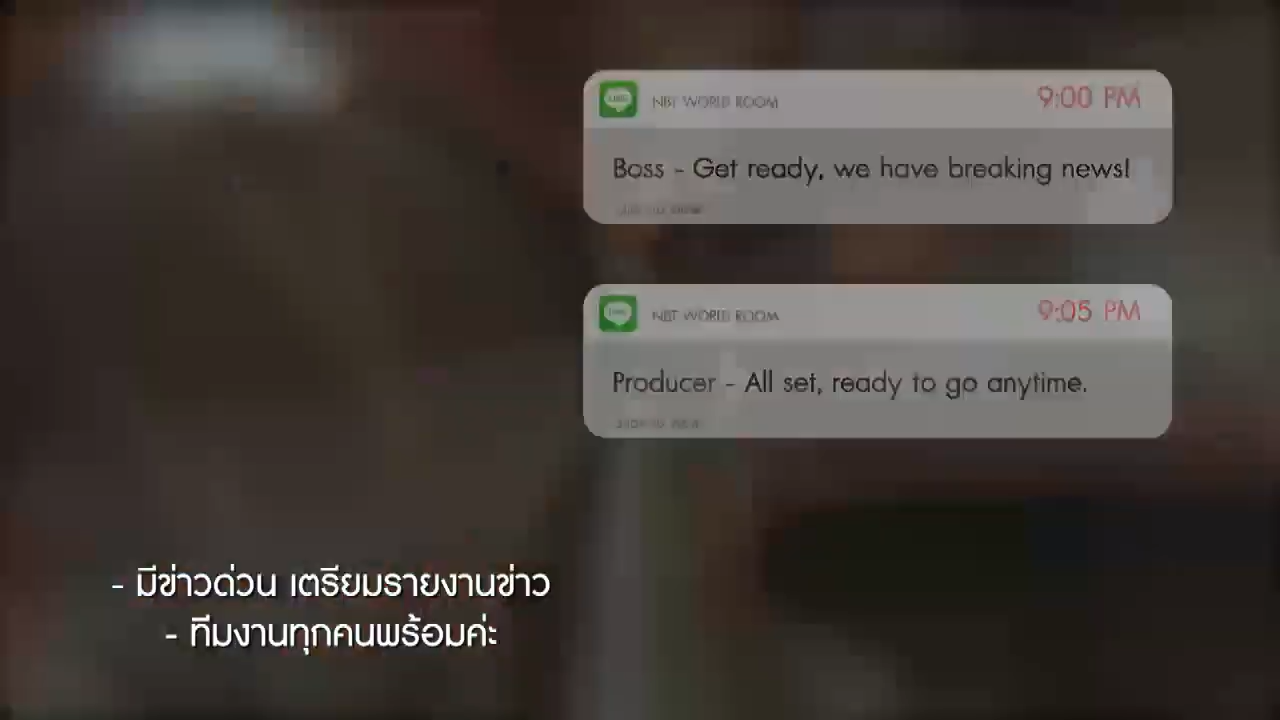 NBT WORLD ROOM
9:00 PM
Boss - Get ready, we have breaking news!
NBT WORLD ROOM
9:05 PM
Producer - All set, ready to go anytime.
- มีข่าวด่วน เตรียมรายงานข่าว
- ทีมงานทุกคนพร้อมค่ะ